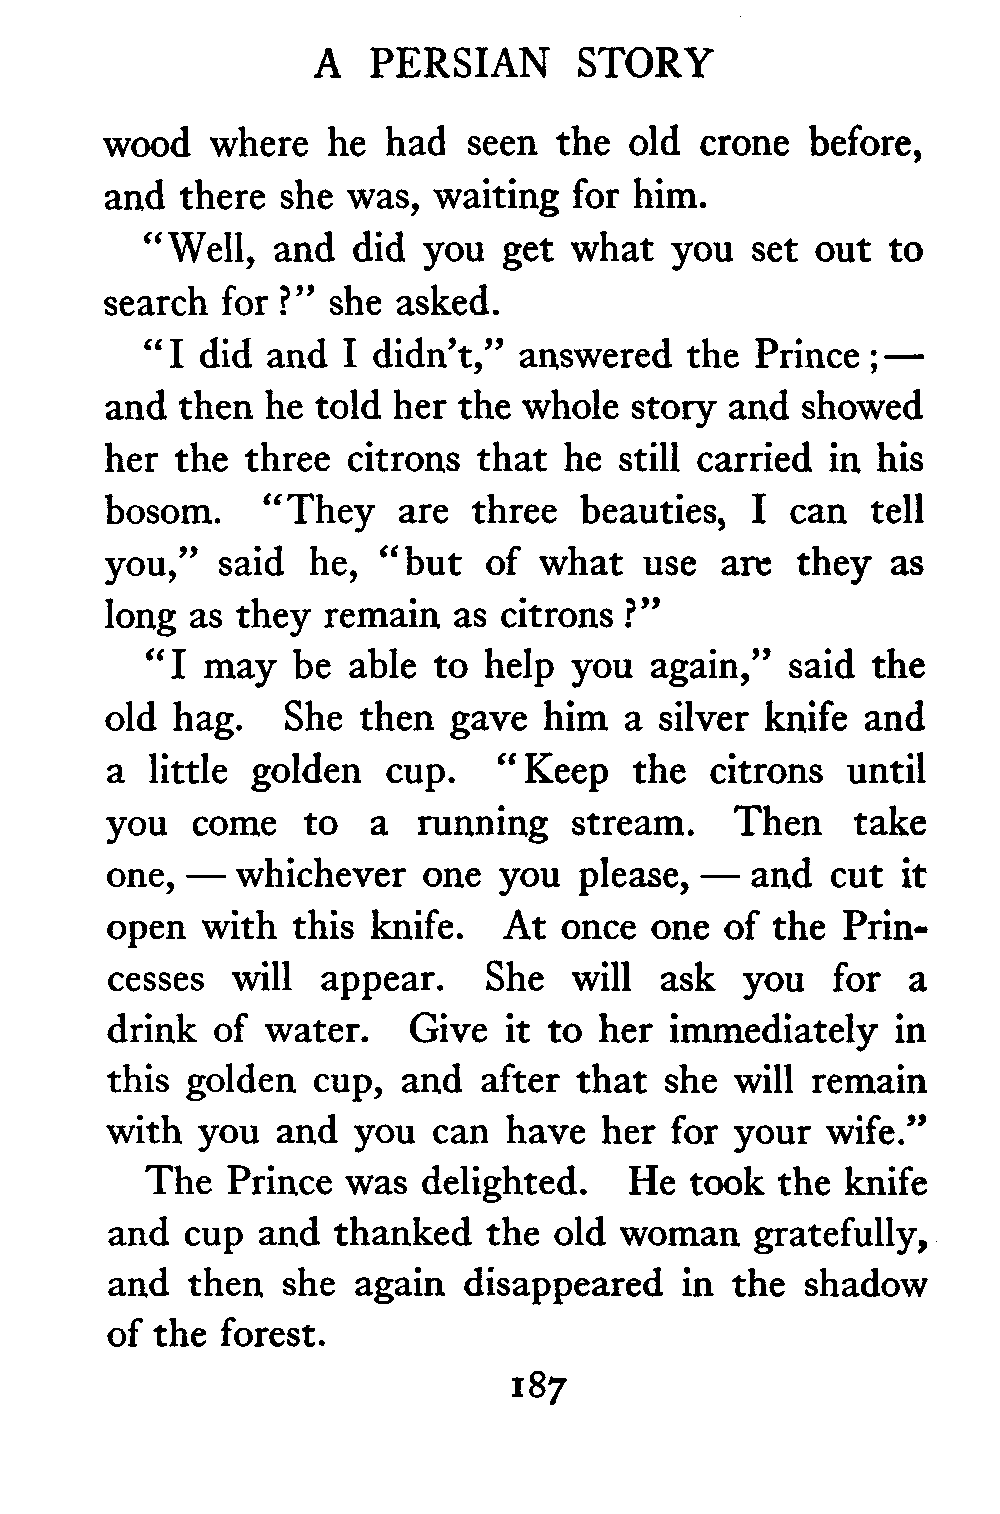 A PERSIAN STORY
wood where he had seen the old crone before,
and there she was, waiting for him.
"Well, and did you get what you set out to
search for?" she asked.
"I did and I didn't," answered the Prince;—
and then he told her the whole story and showed
her the three citrons that he still carried in his
bosom. "They are three beauties, I can tell
you," said he, "but of what use are they as
long as they remain as citrons?"
"I may be able to help you again," said the
old hag. She then gave him a silver knife and
a little golden cup. "Keep the citrons until
you come to a running stream. Then take
one, — whichever one you please, — and cut it
open with this knife. At once one of the Prin-
cesses will appear. She will ask you for a
drink of water. Give it to her immediately in
this golden cup, and after that she will remain
with you and you can have her for your wife."
The Prince was delighted. He took the knife
and cup and thanked the old woman gratefully,
and then she again disappeared in the shadow
of the forest.
187